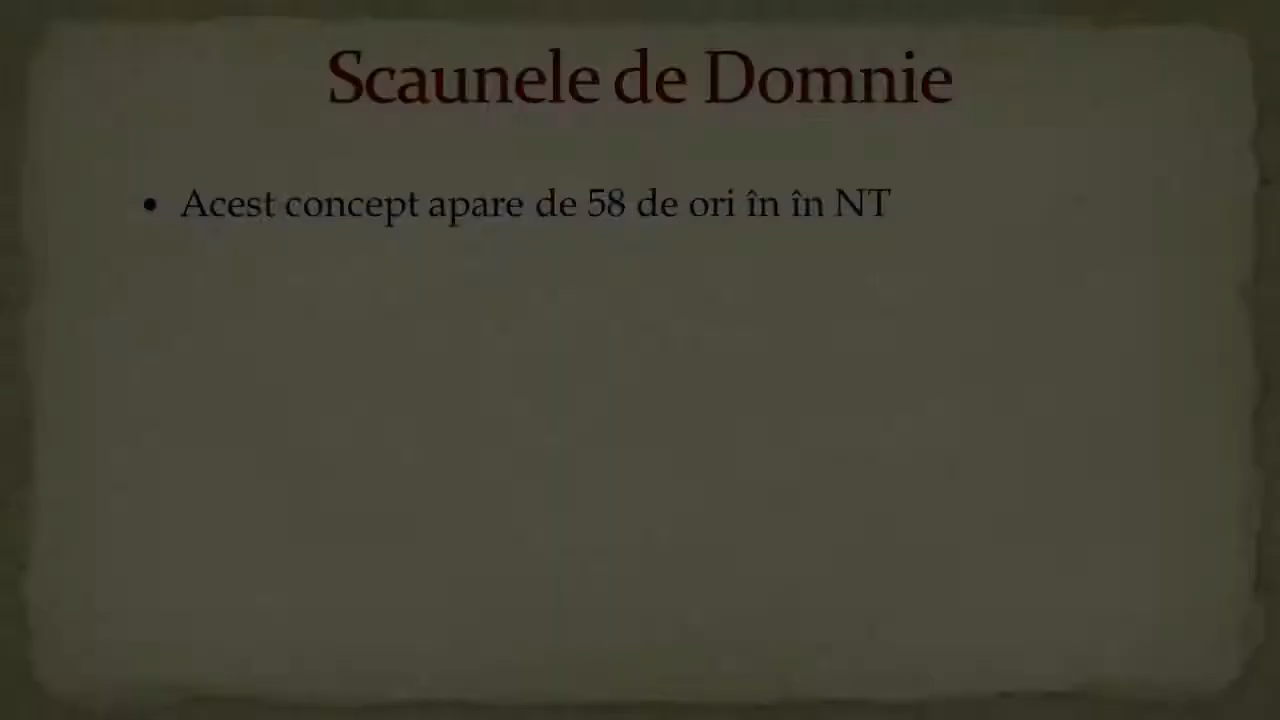 Scaunele de Domnie
• Acest concept apare de 58 de ori în în NT